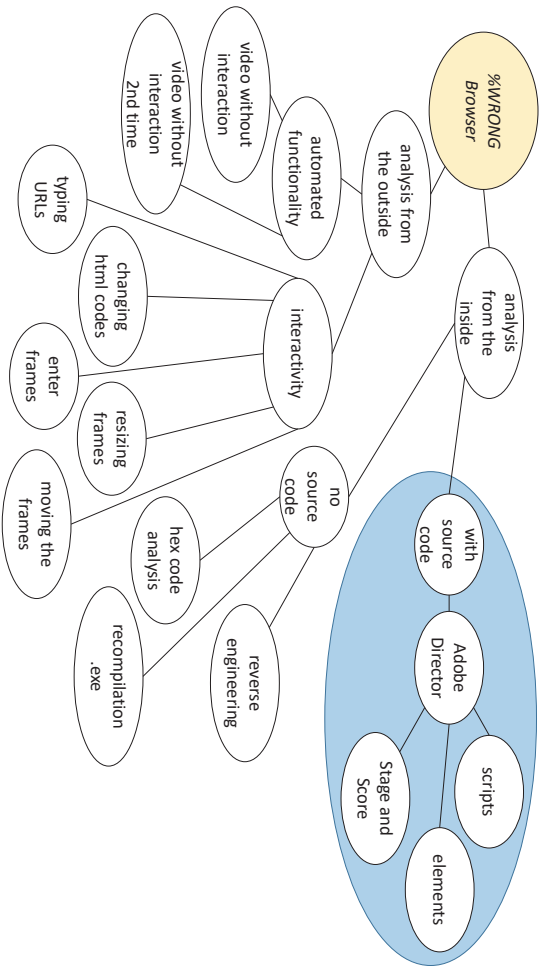 %WRONG
Browser
analysis
from the
inside
with
source
code
Adobe
Director
scripts
elements
Stage and
Score
analysis from
the outside
no
source
code
reverse
engineering
hex code
analysis
recompilation
.exe
automated
functionality
video without
interaction
video without
interaction
2nd time
interactivity
typing
URLs
changing
html codes
enter
frames
resizing
frames
moving the
frames